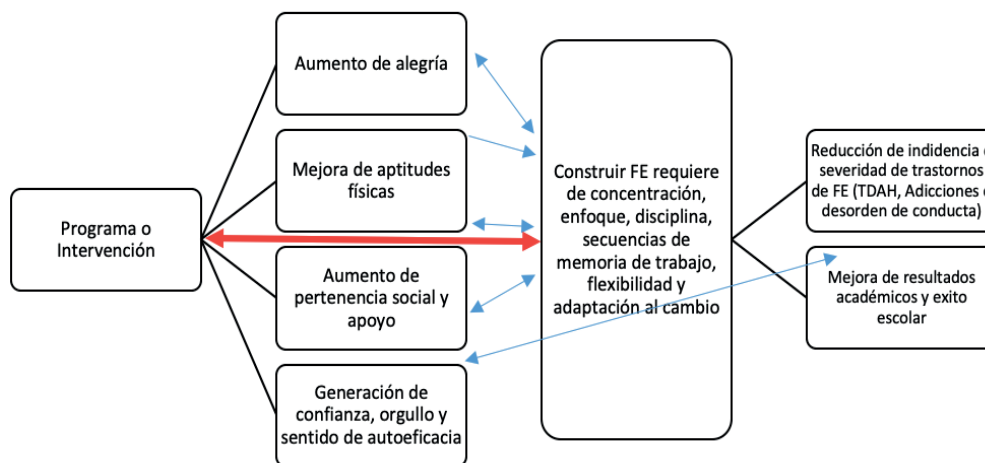 Programa o
Intervención
Aumento de alegría
Mejora de aptitudes
físicas
Aumento de
pertenencia social y
apoyo
Generación de
confianza, orgullo y
sentido de autoeficacia
Construir FE requiere
de concentración,
enfoque, disciplina,
secuencias de
memoria de trabajo,
flexibilidad y
adaptación al cambio
Reducción de indidencia
severidad de trastornos
de FE (TDAH, Adicciones
desorden de conducta)
Mejora de resultados
académicos y exito
escolar